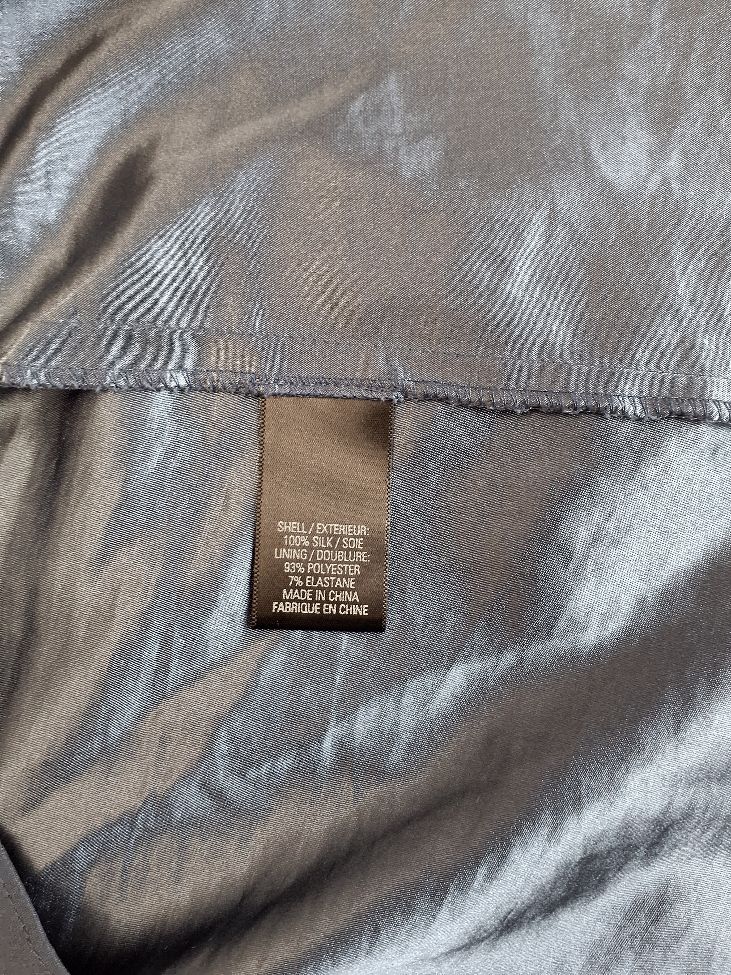 SHELL / EXTERIEUR:
100% SILK / SOIE
LINING / DOUBLURE:
93% POLYESTER
7% ELASTANE
MADE IN CHINA
FABRIQUE EN CHINE